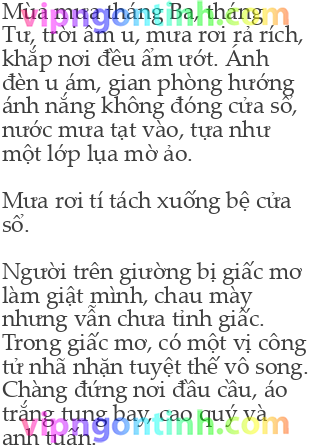 Mùa mưa tháng Ba, tháng
Tư, trời âm u, mưa rơi rả rích,
khắp nơi đều ẩm ướt. Ánh
đèn u ám, gian phòng hướng
ánh nắng không đóng cửa sổ,
nước mưa tạt vào, tựa như
một lớp lụa mờ ảo.
Mưa rơi tí tách xuống bệ cửa
sổ.
Người trên giường bị giấc mơ
làm giật mình, chau mày
nhưng vẫn chưa tỉnh giấc.
Trong giấc mơ, có một vị công
tử nhã nhặn tuyệt thế vô song.
Chàng đứng nơi đầu cầu, áo
trắng tung bay, cao quý và
anh tuấn.
vipngontinh.com
vipngontinh.com